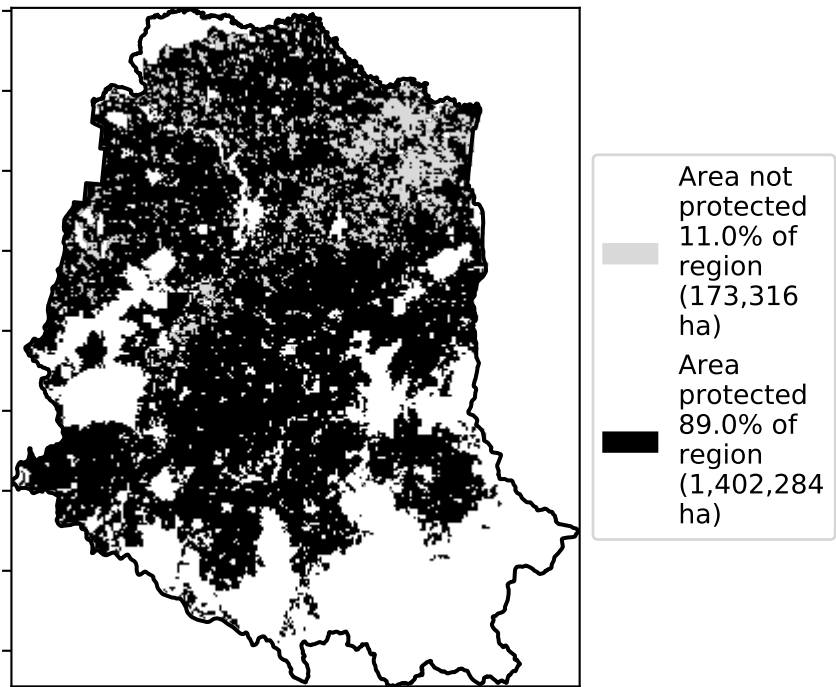 Area not
protected
11.0% of
region
(173,316
ha)
Area
protected
89.0% of
region
(1,402,284
ha)